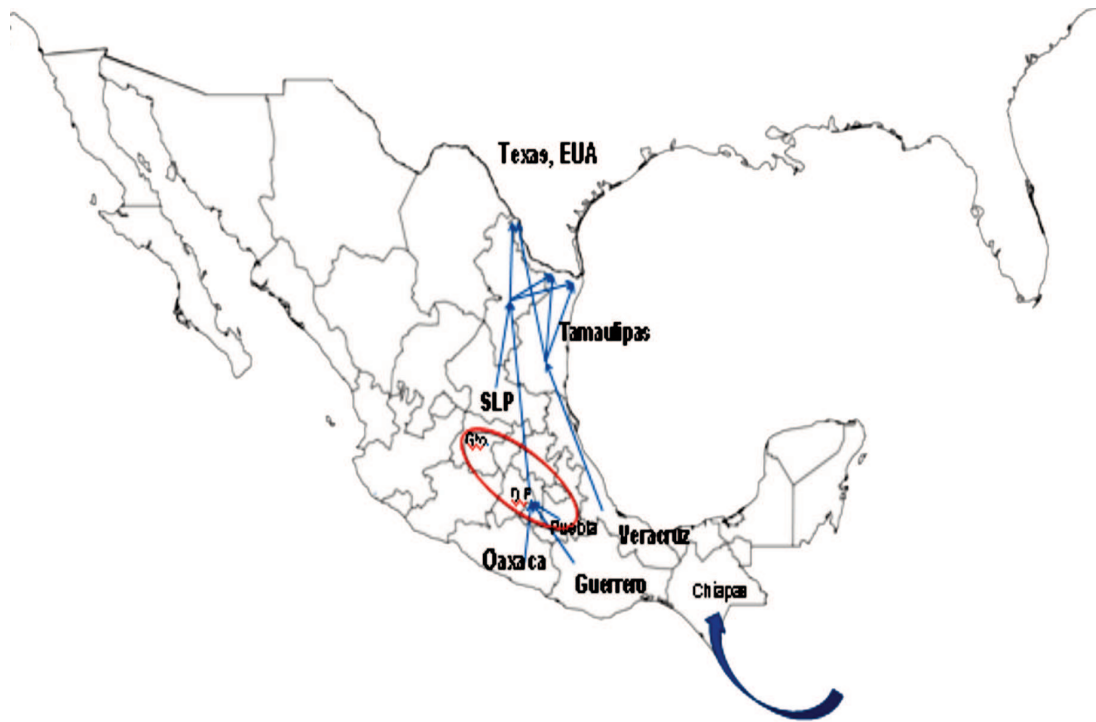 Texas, EUA
Tamaulipas
SLP
Gto.
D.F.
Puebla
Veracruz
Oaxaca
Guerrero
Chiapas